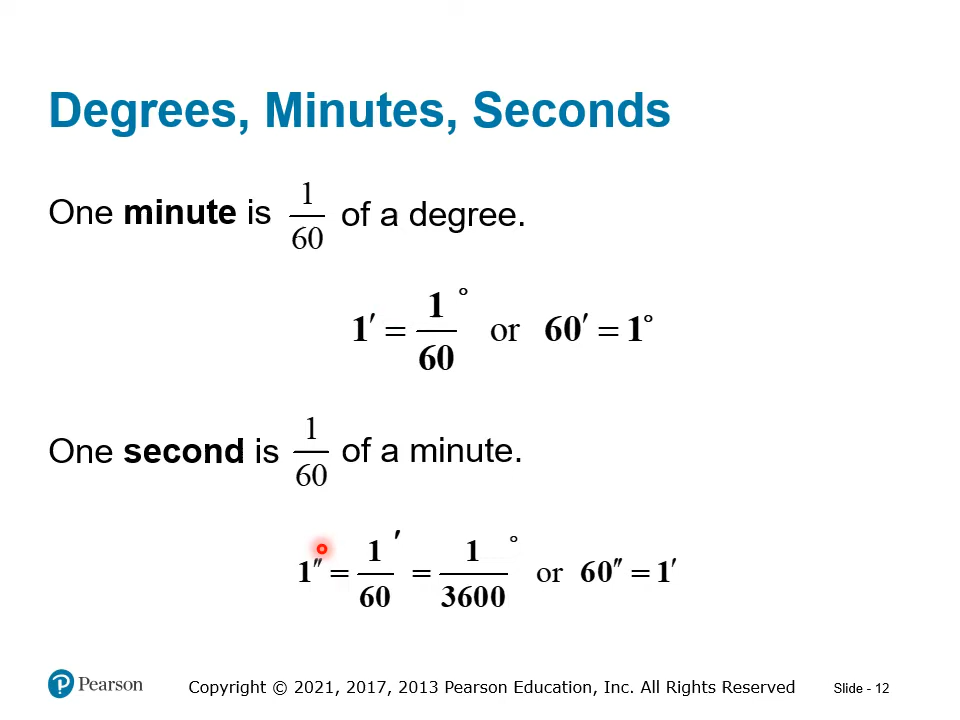 Degrees, Minutes, Seconds
One minute is 1/60 of a degree.
1′ = 1/60° or 60′ = 1°
One second is 1/60 of a minute.
1″ = 1/60′ = 1/3600° or 60″ = 1′
Pearson Copyright © 2021, 2017, 2013 Pearson Education, Inc. All Rights Reserved Slide - 12